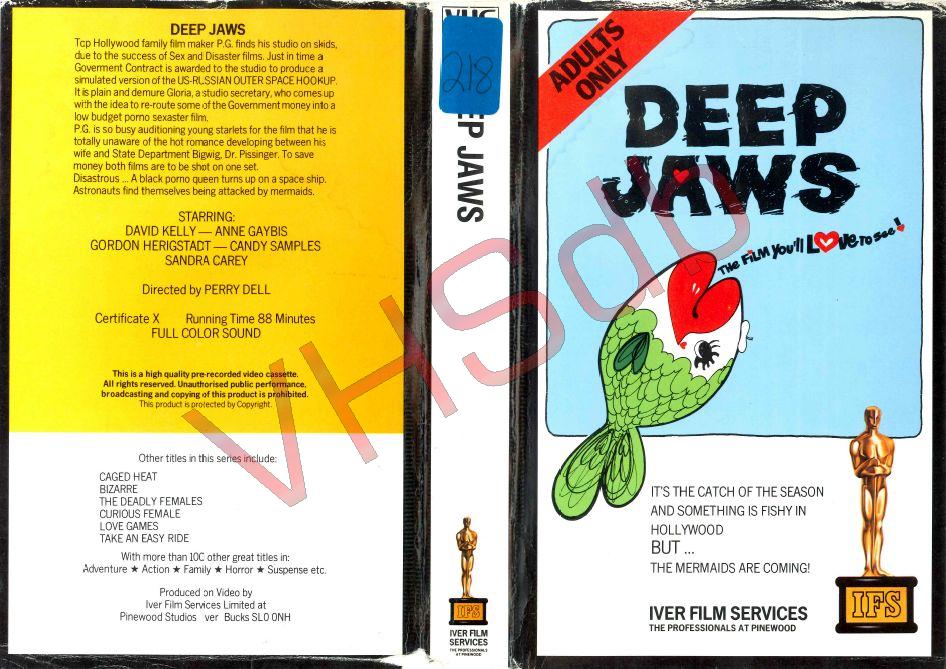 DEEP JAWS
Tcp Hollywood family film maker P.G. finds his studio on skids,
due to the success of Sex and Disaster films. Just in time a
Goverment Contract is awarded to the studio to produce a
simulated version of the US-RUSSIAN OUTER SPACE HOOKUP.
It is plain and demure Gloria, a studio secretary, who comes up
with the idea to re-route some of the Government money into a
low budget porno sexaster film.
P.G. is so busy auditioning young starlets for the film that he is
totally unaware of the hot romance developing between his
wife and State Department Bigwig, Dr. Pissinger. To save
money both films are to be shot on one set.
Disastrous ... A black porno queen turns up on a space ship.
Astronauts find themselves being attacked by mermaids.
STARRING:
DAVID KELLY — ANNE GAYBIS
GORDON HERIGSTADT — CANDY SAMPLES
SANDRA CAREY
Directed by PERRY DELL
Certificate X Running Time 88 Minutes
FULL COLOR SOUND
This is a high quality pre-recorded video cassette.
All rights reserved. Unauthorised public performance,
broadcasting and copying of this product is prohibited.
This product is protected by Copyright.
Other titles in this series include:
CAGED HEAT
BIZARRE
THE DEADLY FEMALES
CURIOUS FEMALE
LOVE GAMES
TAKE AN EASY RIDE
With more than 10C other great titles in:
Adventure ★ Action ★ Family ★ Horror ★ Suspense etc.
Produced on Video by
Iver Film Services Limited at
Pinewood Studios ver Bucks SL0 0NH
VHS
218
EP JAWS
IFS
IVER FILM
SERVICES
THE PROFESSIONALS
AT PINEWOOD
ADULTS
ONLY
DEEP
JAWS
THE FiLM You'll LOVE To see!
IT'S THE CATCH OF THE SEASON
AND SOMETHING IS FISHY IN
HOLLYWOOD
BUT ...
THE MERMAIDS ARE COMING!
IFS
IVER FILM SERVICES
THE PROFESSIONALS AT PINEWOOD
VHSdb